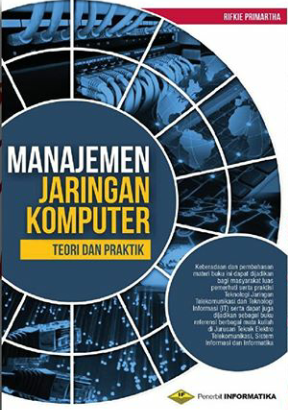 RIFKIE PRIMARTHA
MANAJEMEN
JARINGAN
KOMPUTER
TEORI DAN PRAKTIK
Keberadaan dan pembahasan
materi buku ini dapat dijadikan
bagi masyarakat luas
pemerhati serta praktisi
Teknologi Jaringan
Telekomunikasi dan Teknologi
Informasi (IT) serta dapat juga
dijadikan sebagai buku
referensi berbagai mata kuliah
di Jurusan Teknik Elektro
Telekomunikasi, Sistem
Informasi dan Informatika
Penerbit INFORMATIKA